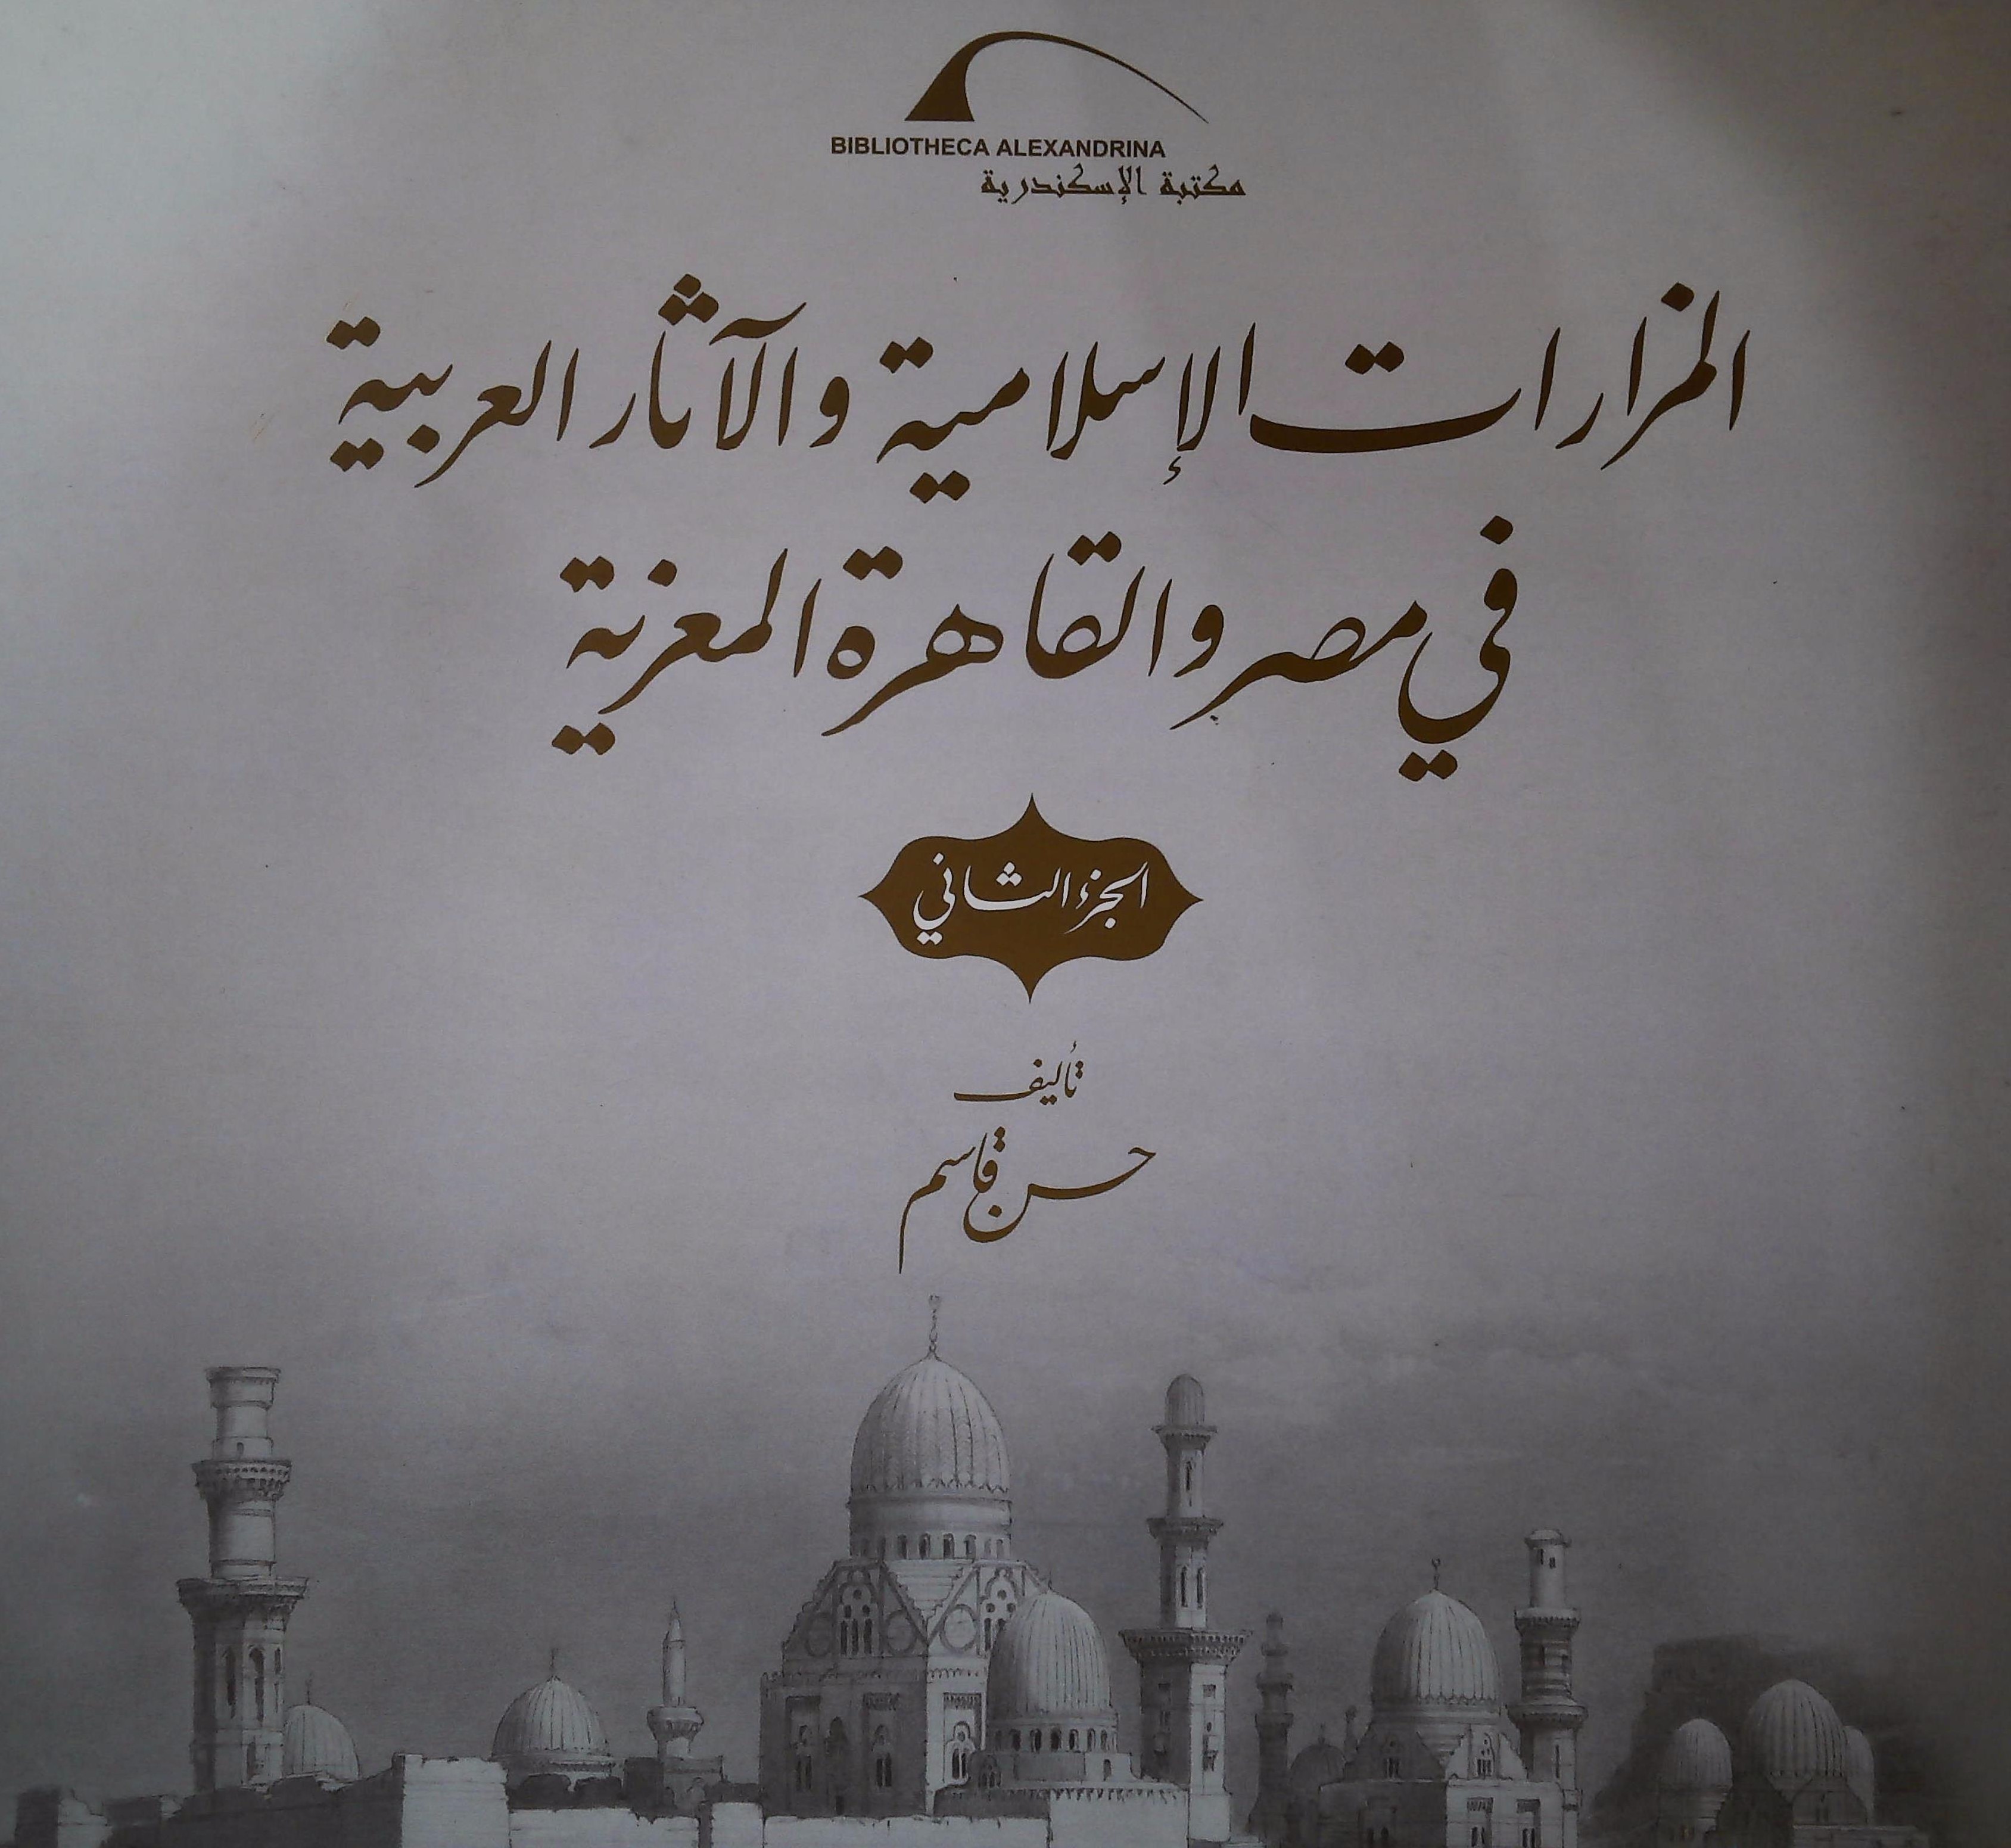 BIBLIOTHECA ALEXANDRINA
مكتبة الإسكندرية
المزارات الإسلامية والآثار العربية
في مصر والقاهرة المعزية
الجزء الثاني
تأليف
حسن قاسم